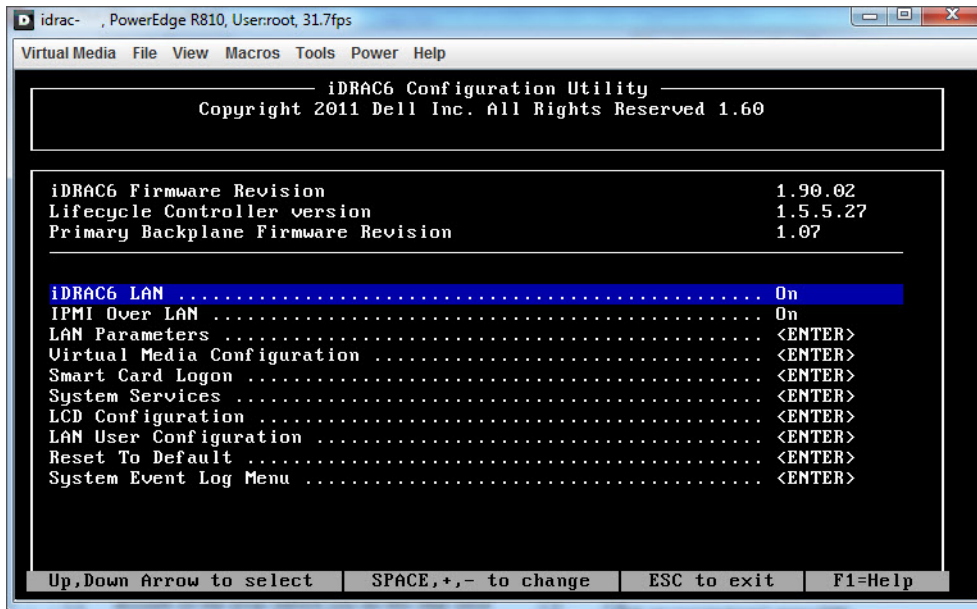 idrac-    , PowerEdge R810, User:root, 31.7fps
Virtual Media File View Macros Tools Power Help
iDRAC6 Configuration Utility
Copyright 2011 Dell Inc. All Rights Reserved 1.60
iDRAC6 Firmware Revision 1.90.02
Lifecycle Controller version 1.5.5.27
Primary Backplane Firmware Revision 1.07
iDRAC6 LAN .................................................... On
IPMI Over LAN ................................................. On
LAN Parameters ................................................ <ENTER>
Virtual Media Configuration ................................... <ENTER>
Smart Card Logon .............................................. <ENTER>
System Services ............................................... <ENTER>
LCD Configuration ............................................. <ENTER>
LAN User Configuration ........................................ <ENTER>
Reset To Default .............................................. <ENTER>
System Event Log Menu ......................................... <ENTER>
Up,Down Arrow to select SPACE,+,- to change ESC to exit F1=Help